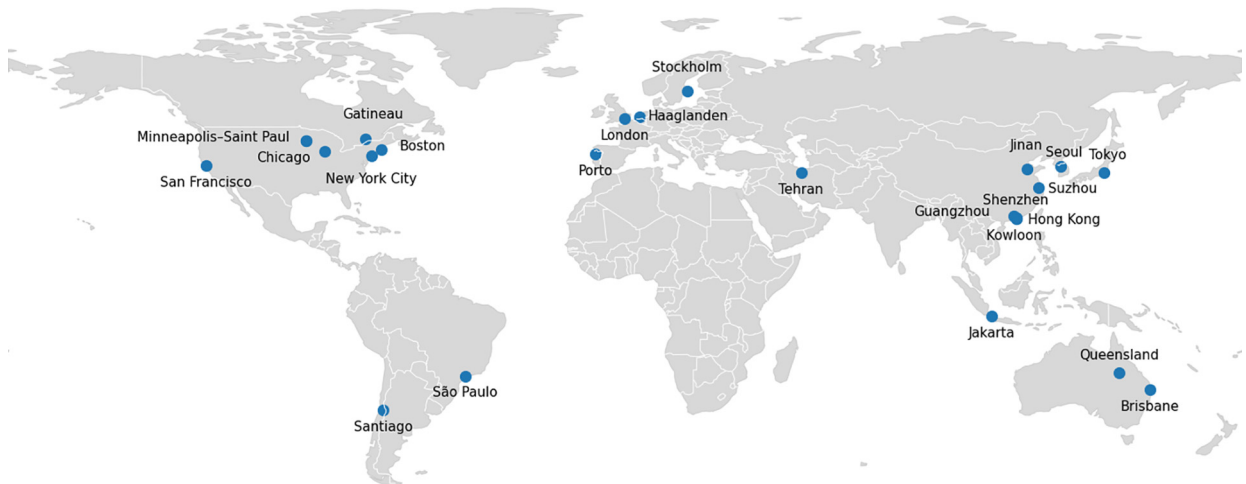 Stockholm
Gatineau
Haaglanden
Minneapolis–Saint Paul
London
Boston
Chicago
Jinan
Seoul
Tokyo
Porto
New York City
San Francisco
Tehran
Suzhou
Shenzhen
Guangzhou
Hong Kong
Kowloon
Jakarta
Queensland
São Paulo
Brisbane
Santiago